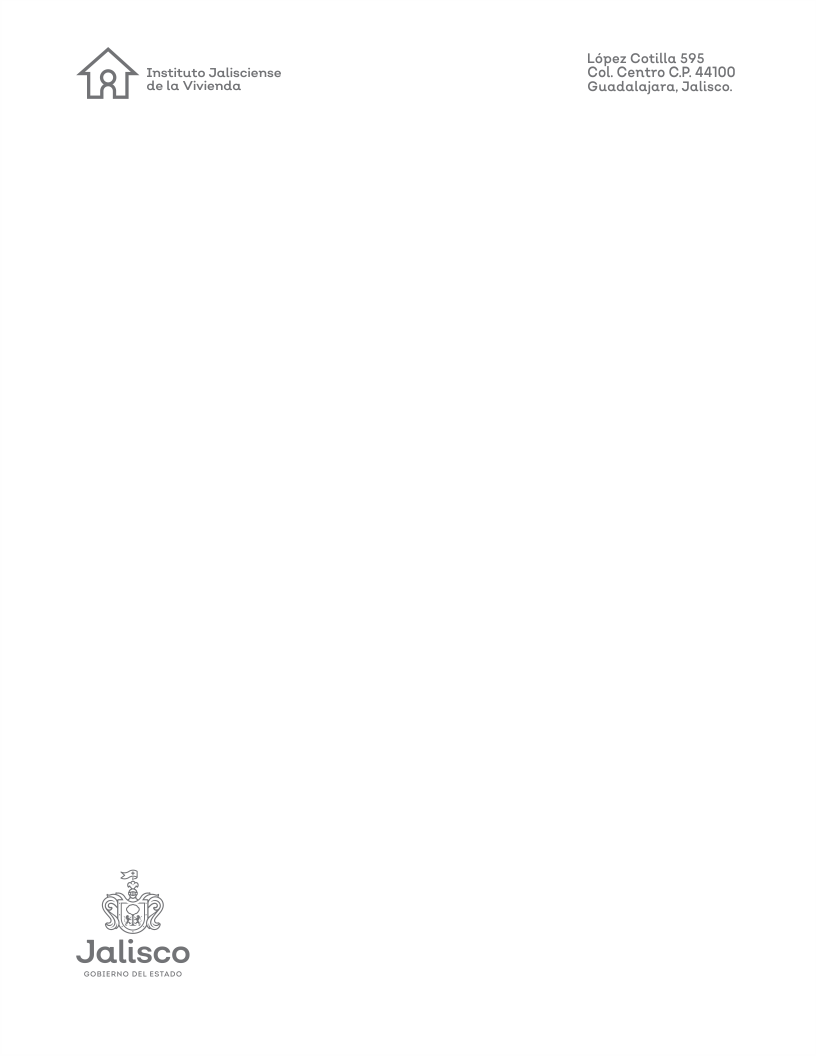 Instituto Jalisciense
de la Vivienda
López Cotilla 595
Col. Centro C.P. 44100
Guadalajara, Jalisco.
Jalisco
GOBIERNO DEL ESTADO